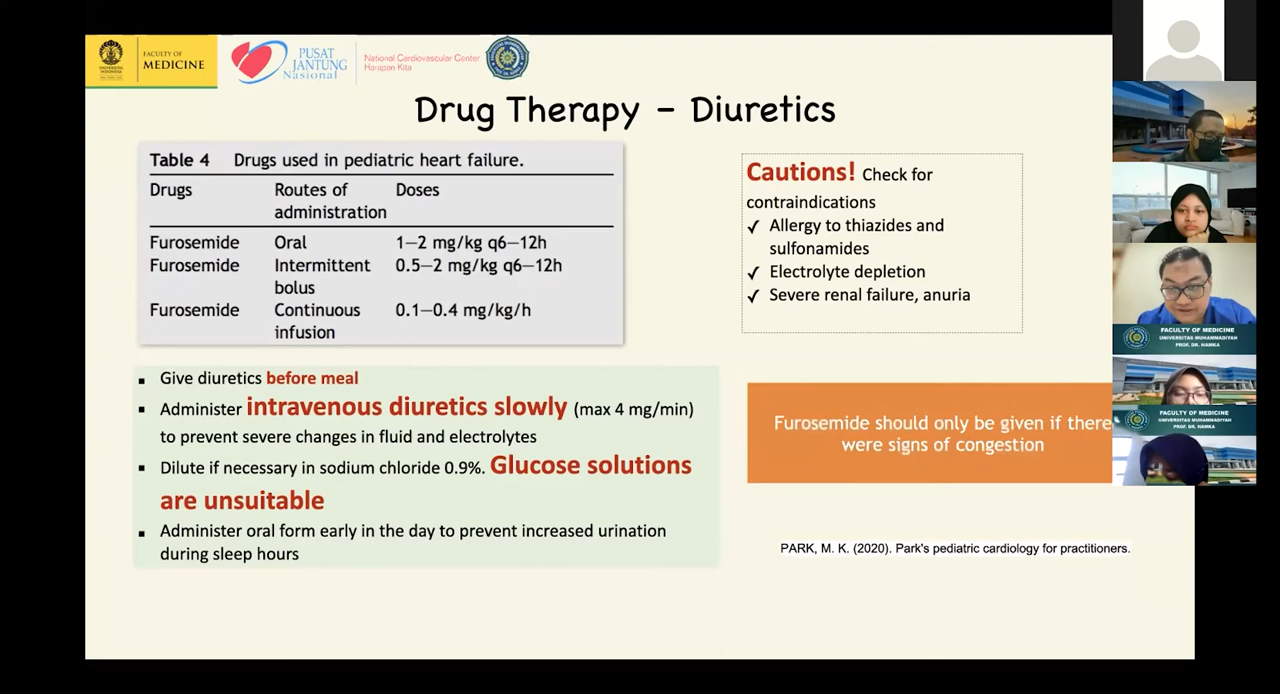 FACULTY OF
MEDICINE
PUSAT
JANTUNG
Nasional
National Cardiovascular Center
Harapan Kita
Drug Therapy – Diuretics
Table 4 Drugs used in pediatric heart failure.
Drugs Routes of administration Doses
Furosemide Oral 1–2 mg/kg q6–12h
Furosemide Intermittent bolus 0.5–2 mg/kg q6–12h
Furosemide Continuous infusion 0.1–0.4 mg/kg/h
Cautions! Check for
contraindications
✓ Allergy to thiazides and
sulfonamides
✓ Electrolyte depletion
✓ Severe renal failure, anuria
▪ Give diuretics before meal
▪ Administer intravenous diuretics slowly (max 4 mg/min)
to prevent severe changes in fluid and electrolytes
▪ Dilute if necessary in sodium chloride 0.9%. Glucose solutions
are unsuitable
▪ Administer oral form early in the day to prevent increased urination
during sleep hours
Furosemide should only be given if there
were signs of congestion
PARK, M. K. (2020). Park's pediatric cardiology for practitioners.
FACULTY OF MEDICINE
UNIVERSITAS MUHAMMADIYAH
PROF. DR. HAMKA
FACULTY OF MEDICINE
UNIVERSITAS MUHAMMADIYAH
PROF. DR. HAMKA